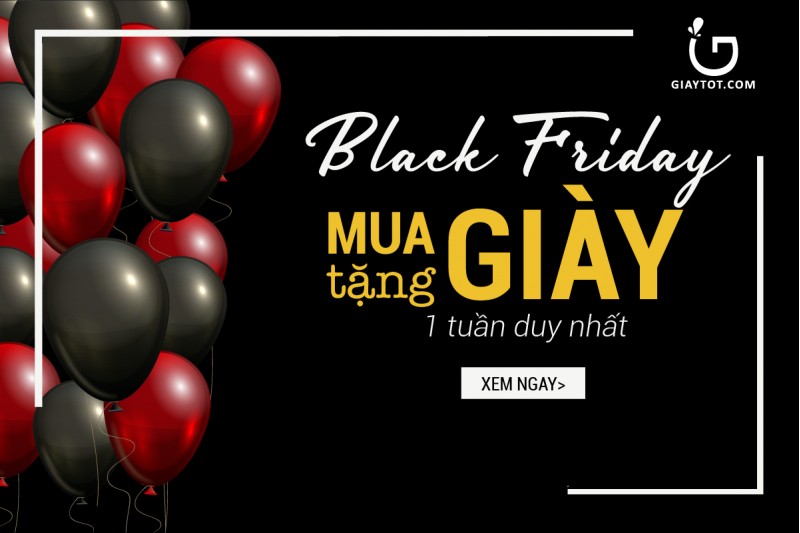 GIAYTOT.COM
Black Friday
MUA tặng GIÀY
1 tuần duy nhất
XEM NGAY>